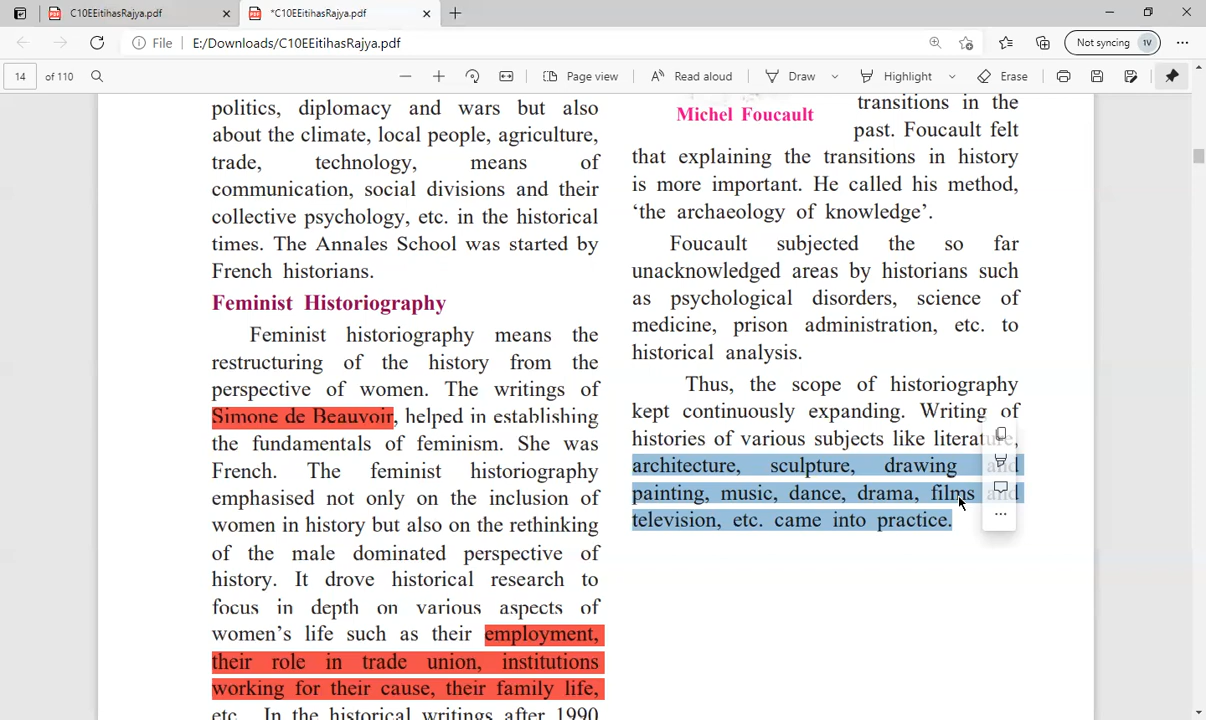 C10EEitihasRajya.pdf
*C10EEitihasRajya.pdf
File
E:/Downloads/C10EEitihasRajya.pdf
Not syncing
1V
14
of 110
Page view
Read aloud
Draw
Highlight
Erase
politics, diplomacy and wars but also
about the climate, local people, agriculture,
trade, technology, means of
communication, social divisions and their
collective psychology, etc. in the historical
times. The Annales School was started by
French historians.
Feminist Historiography
Feminist historiography means the
restructuring of the history from the
perspective of women. The writings of
Simone de Beauvoir, helped in establishing
the fundamentals of feminism. She was
French. The feminist historiography
emphasised not only on the inclusion of
women in history but also on the rethinking
of the male dominated perspective of
history. It drove historical research to
focus in depth on various aspects of
women's life such as their employment,
their role in trade union, institutions
working for their cause, their family life,
etc. In the historical writings after 1990
Michel Foucault
transitions in the
past. Foucault felt
that explaining the transitions in history
is more important. He called his method,
‘the archaeology of knowledge’.
Foucault subjected the so far
unacknowledged areas by historians such
as psychological disorders, science of
medicine, prison administration, etc. to
historical analysis.
Thus, the scope of historiography
kept continuously expanding. Writing of
histories of various subjects like literature,
architecture, sculpture, drawing and
painting, music, dance, drama, films and
television, etc. came into practice.